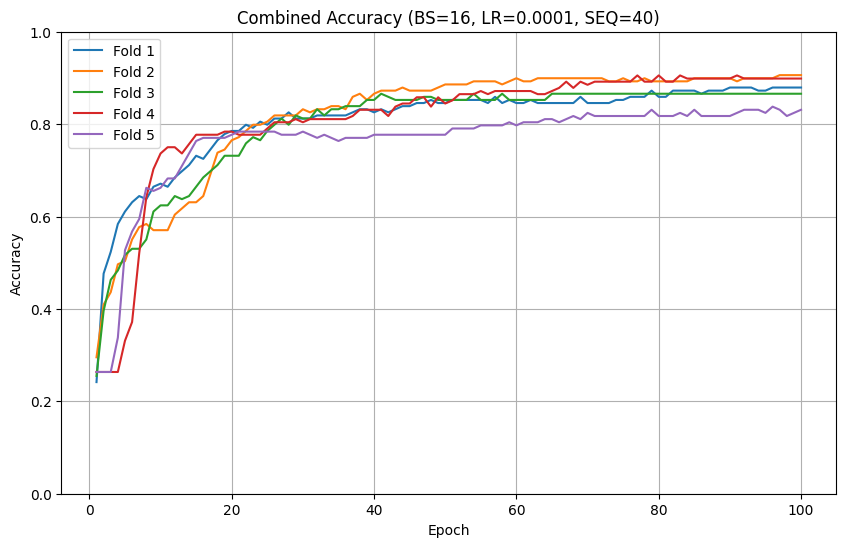 Combined Accuracy (BS=16, LR=0.0001, SEQ=40)
Fold 1
Fold 2
Fold 3
Fold 4
Fold 5
Accuracy
1.0
0.8
0.6
0.4
0.2
0.0
0 20 40 60 80 100
Epoch